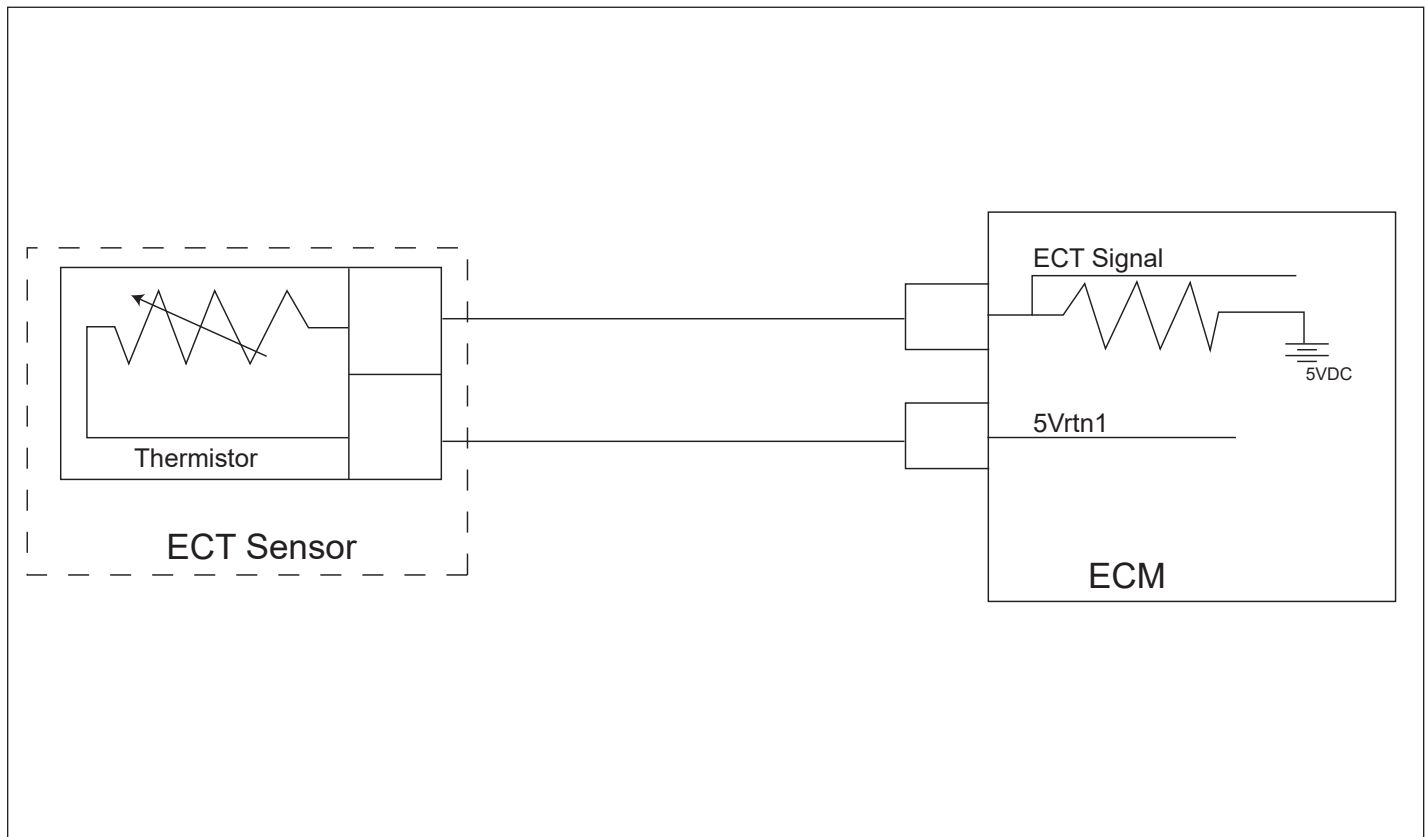 ECT Signal
5VDC
5Vrtn1
Thermistor
ECT Sensor
ECM